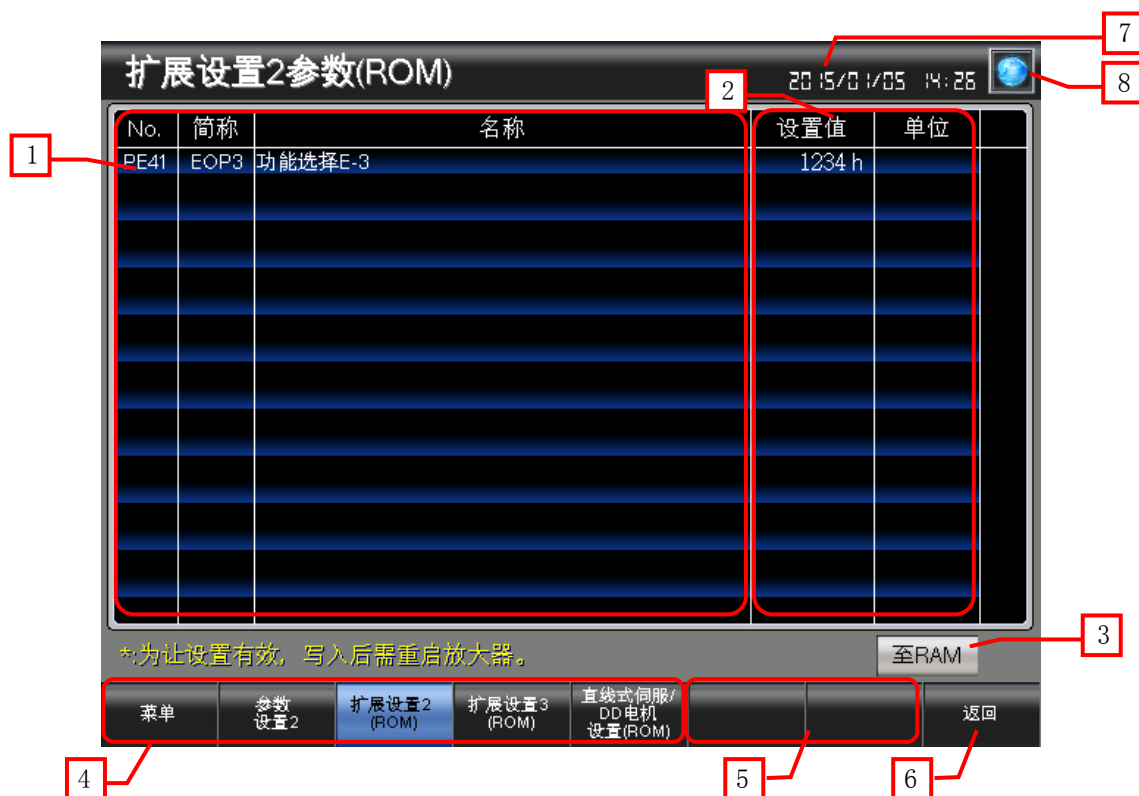 7
扩展设置2参数(ROM)
2015/01/05 14:26
2
8
No. 简称 名称 设置值 单位
1
PE41 EOP3 功能选择E-3 1234 h
3
*:为让设置有效, 写入后需重启放大器。
至RAM
菜单
参数
设置2
扩展设置2
(ROM)
扩展设置3
(ROM)
直线式伺服/
DD电机
设置(ROM)
返回
4
5
6